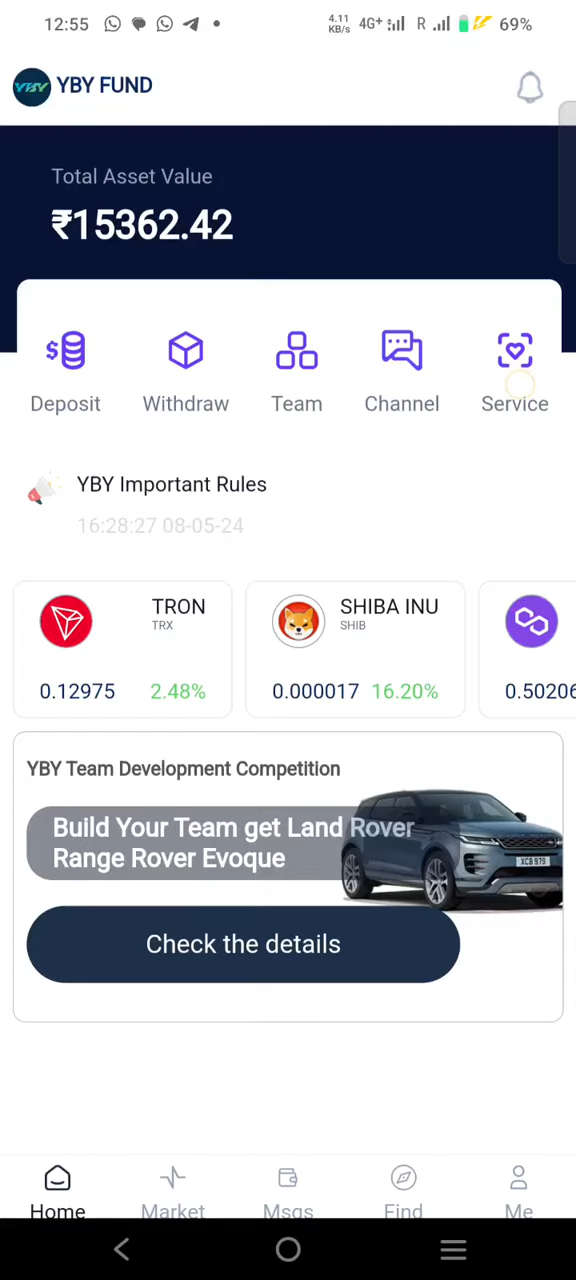 12:55
4.11
KB/s
4G+
R
69%
YBY
YBY FUND
Total Asset Value
₹15362.42
Deposit
Withdraw
Team
Channel
Service
YBY Important Rules
16:28:27 08-05-24
TRON
TRX
0.12975
2.48%
SHIBA INU
SHIB
0.000017
16.20%
0.50206
YBY Team Development Competition
Build Your Team get Land Rover
Range Rover Evoque
XCB 979
Check the details
Home
Market
Msgs
Find
Me